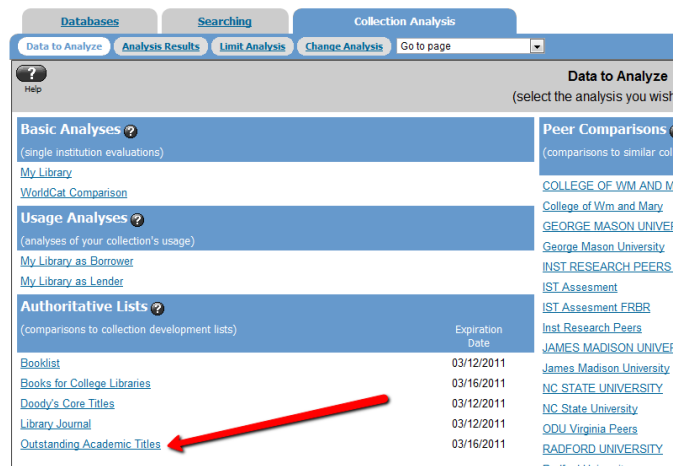 Databases
Searching
Collection Analysis
Data to Analyze
Analysis Results
Limit Analysis
Change Analysis
Go to page
?
Help
Data to Analyze
(select the analysis you wish
Basic Analyses ?
(single institution evaluations)
My Library
WorldCat Comparison
Usage Analyses ?
(analyses of your collection's usage)
My Library as Borrower
My Library as Lender
Authoritative Lists ?
(comparisons to collection development lists)
Expiration
Date
Booklist 03/12/2011
Books for College Libraries 03/16/2011
Doody's Core Titles 03/12/2011
Library Journal 03/12/2011
Outstanding Academic Titles 03/16/2011
Peer Comparisons
(comparisons to similar col
COLLEGE OF WM AND M
College of Wm and Mary
GEORGE MASON UNIVE
George Mason University
INST RESEARCH PEERS
IST Assesment
IST Assesment FRBR
Inst Research Peers
JAMES MADISON UNIVE
James Madison University
NC STATE UNIVERSITY
NC State University
ODU Virginia Peers
RADFORD UNIVERSITY